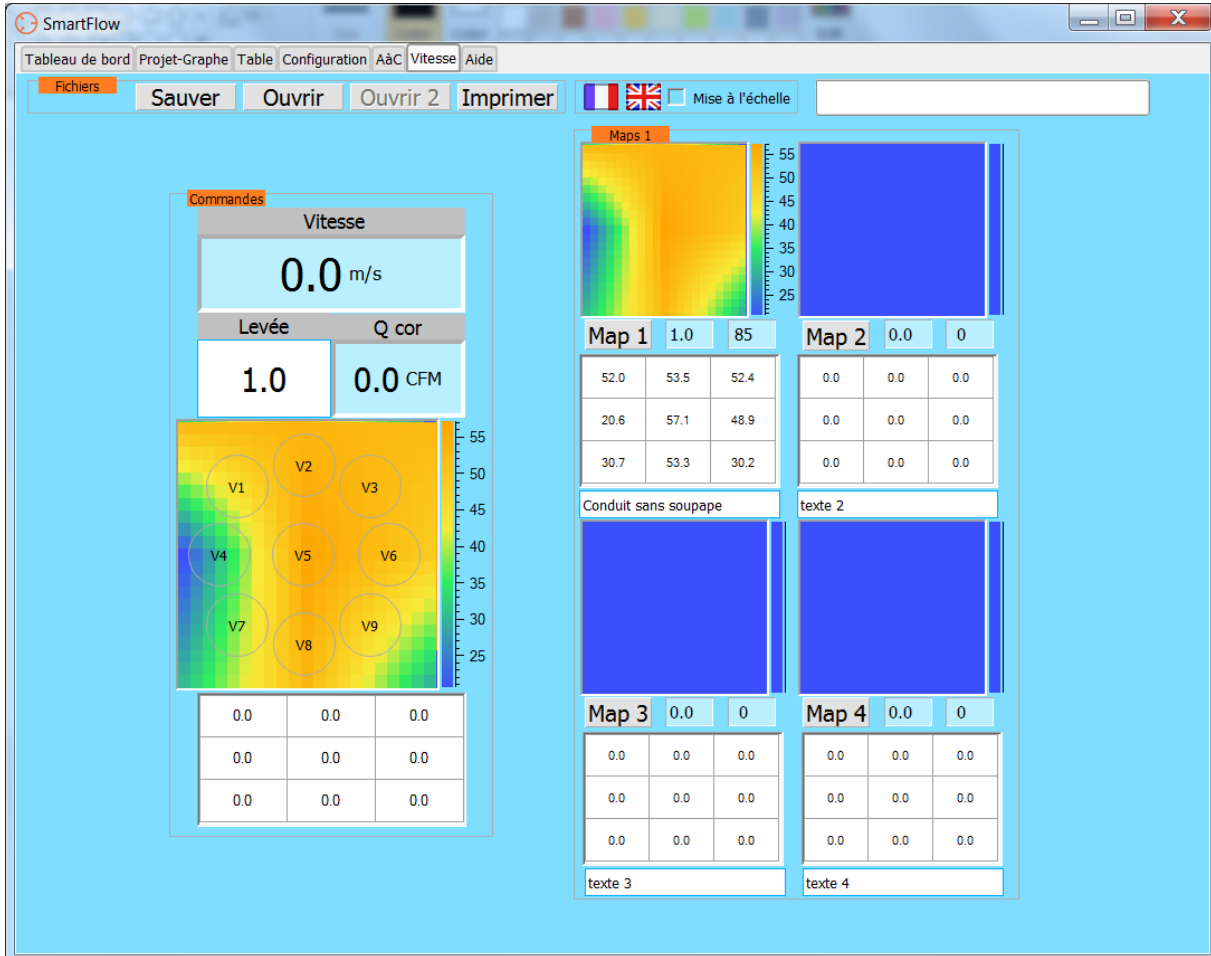 SmartFlow
Tableau de bord Projet-Graphe Table Configuration AàC Vitesse Aide
Fichiers
Sauver Ouvrir Ouvrir 2 Imprimer
Mise à l'échelle
Commandes
Vitesse
0.0 m/s
Levée Q cor
1.0 0.0 CFM
V1 V2 V3
V4 V5 V6
V7 V8 V9
55
50
45
40
35
30
25
0.0 0.0 0.0
0.0 0.0 0.0
0.0 0.0 0.0
Maps 1
55
50
45
40
35
30
25
Map 1 1.0 85
52.0 53.5 52.4
20.6 57.1 48.9
30.7 53.3 30.2
Conduit sans soupape
Map 2 0.0 0
0.0 0.0 0.0
0.0 0.0 0.0
0.0 0.0 0.0
texte 2
Map 3 0.0 0
0.0 0.0 0.0
0.0 0.0 0.0
0.0 0.0 0.0
texte 3
Map 4 0.0 0
0.0 0.0 0.0
0.0 0.0 0.0
0.0 0.0 0.0
texte 4